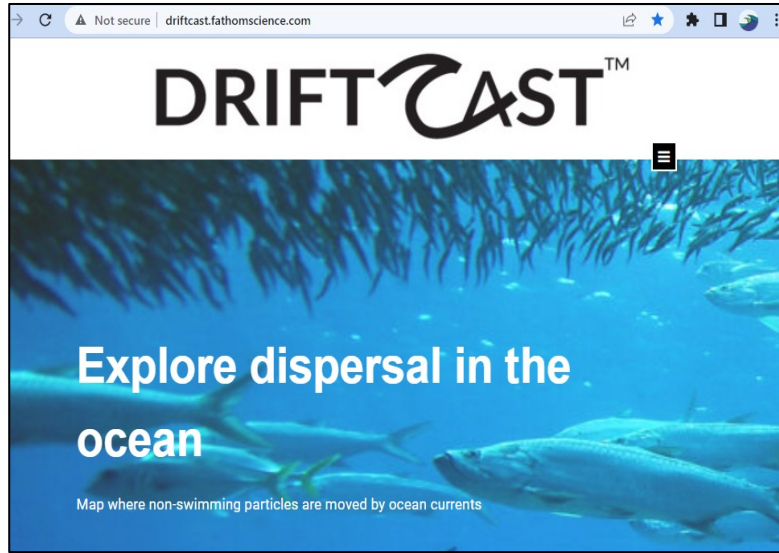 Not secure driftcast.fathomscience.com
DRIFTCAST™
Explore dispersal in the
ocean
Map where non-swimming particles are moved by ocean currents